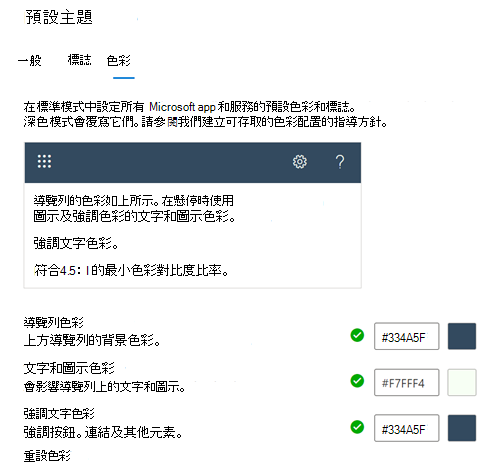 預設主題
一般 標誌 色彩
在標準模式中設定所有 Microsoft app 和服務的預設色彩和標誌。
深色模式會覆寫它們。請參閱我們建立可存取的色彩配置的指導方針。
?
導覽列的色彩如上所示。在懸停時使用
圖示及強調色彩的文字和圖示色彩。
強調文字色彩。
符合4.5：1的最小色彩對比度比率。
導覽列色彩
上方導覽列的背景色彩。
#334A5F
文字和圖示色彩
會影響導覽列上的文字和圖示。
#F7FFF4
強調文字色彩
強調按鈕。連結及其他元素。
#334A5F
重設色彩